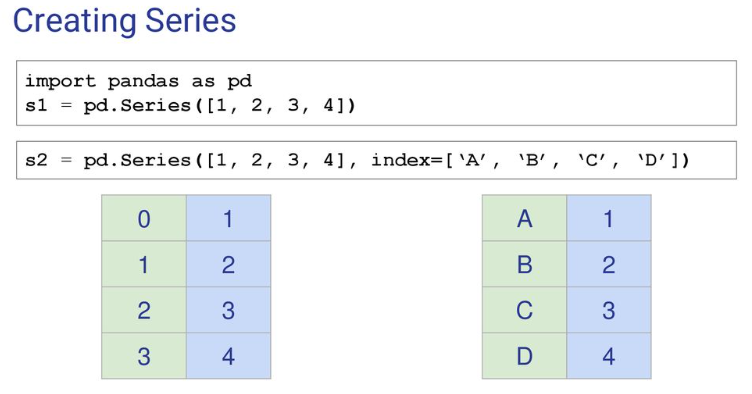 Creating Series
import pandas as pd
s1 = pd.Series([1, 2, 3, 4])
s2 = pd.Series([1, 2, 3, 4], index=[‘A’, ‘B’, ‘C’, ‘D’])
0 1
1 2
2 3
3 4
A 1
B 2
C 3
D 4